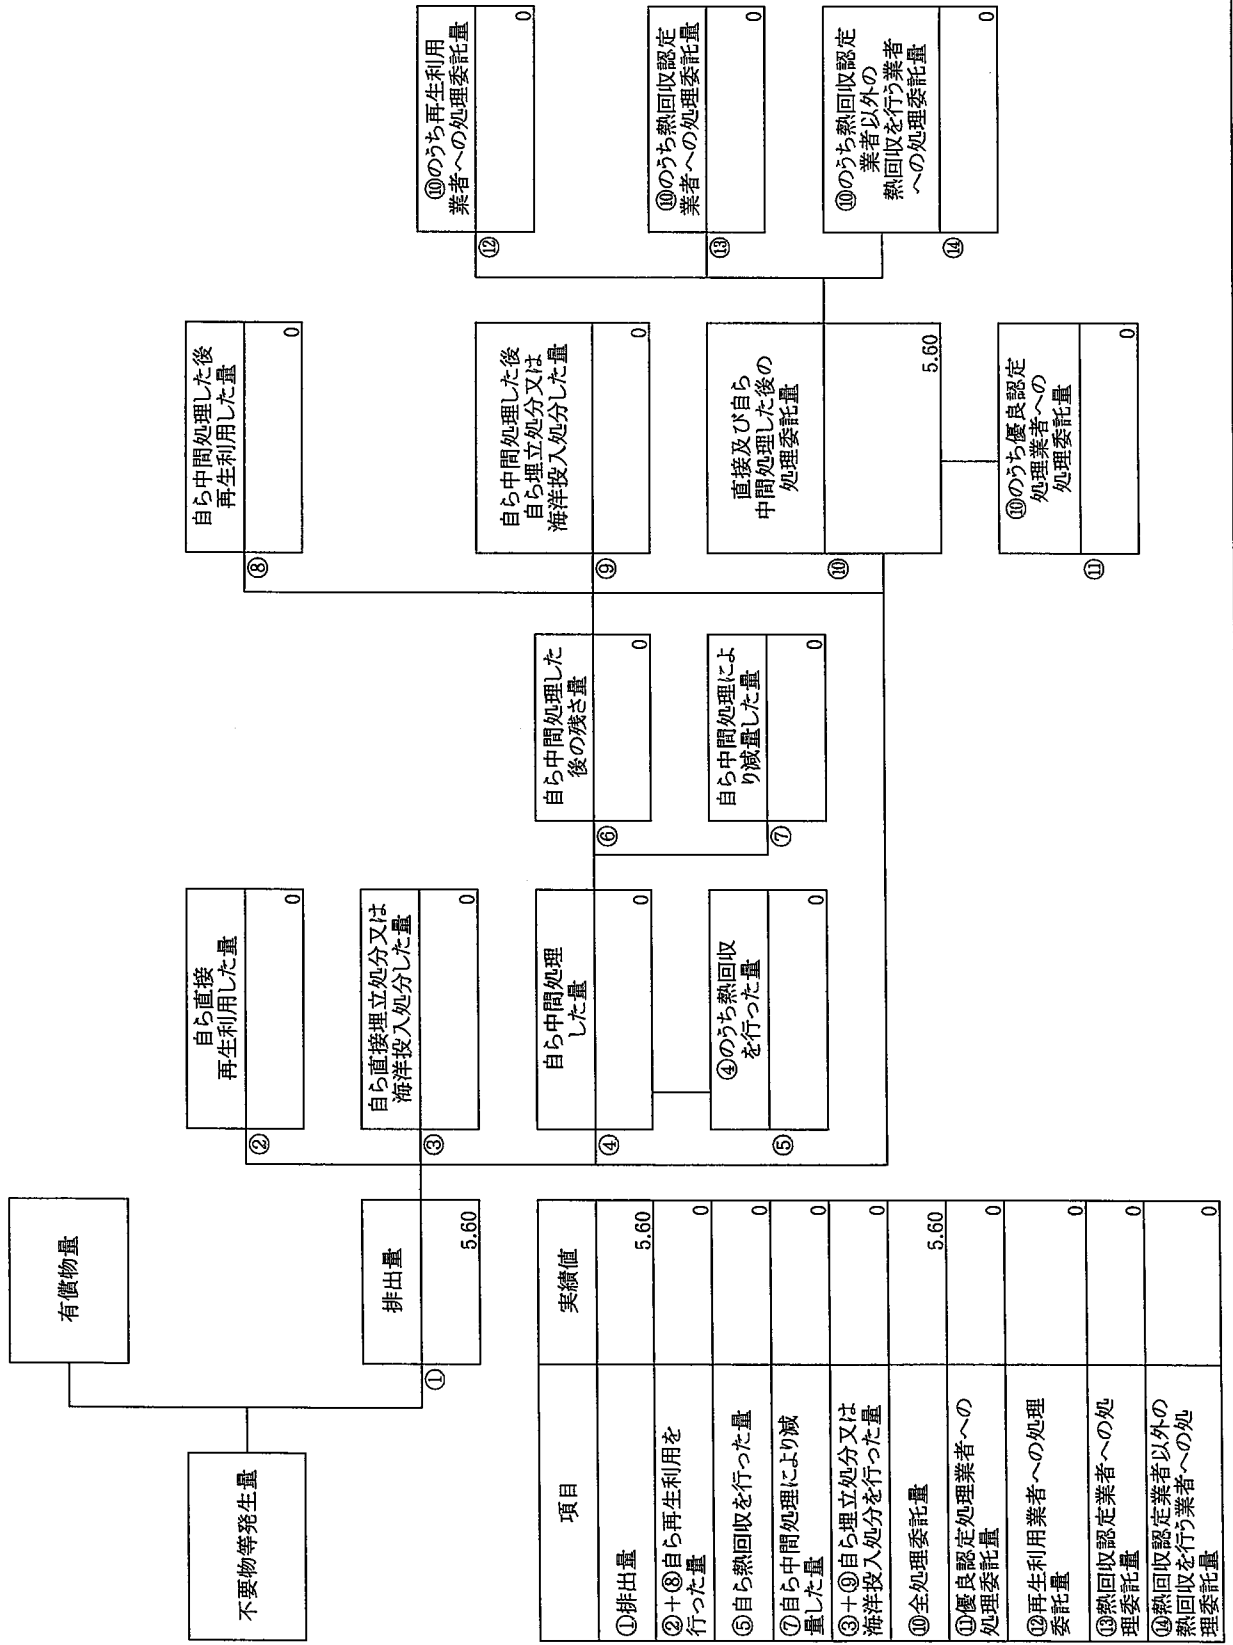 不要物等発生量
有償物量
①
排出量
5.60
②
自ら直接
再生利用した量
0
③
自ら直接埋立処分又は
海洋投入処分した量
0
④
自ら中間処理
した量
0
⑤
④のうち熱回収
を行った量
0
⑥
自ら中間処理した
後の残さ量
0
⑦
自ら中間処理によ
り減量した量
0
⑧
自ら中間処理した後
再生利用した量
0
⑨
自ら中間処理した後
自ら埋立処分又は
海洋投入処分した量
0
⑩
直接及び自ら
中間処理した後の
処理委託量
5.60
⑪
⑩のうち優良認定
処理業者への
処理委託量
0
⑫
⑩のうち再生利用
業者への処理委託量
0
⑬
⑩のうち熱回収認定
業者への処理委託量
0
⑭
⑩のうち熱回収認定
業者以外の
熱回収を行う業者
への処理委託量
0
項目 実績値
①排出量 5.60
②+⑧自ら再生利用を
行った量 0
⑤自ら熱回収を行った量 0
⑦自ら中間処理により減
量した量 0
③+⑨自ら埋立処分又は
海洋投入処分を行った量 0
⑩全処理委託量 5.60
⑪優良認定処理業者への
処理委託量 0
⑫再生利用業者への処理
委託量 0
⑬熱回収認定業者への処
理委託量 0
⑭熱回収認定業者以外の
熱回収を行う業者への処
理委託量 0